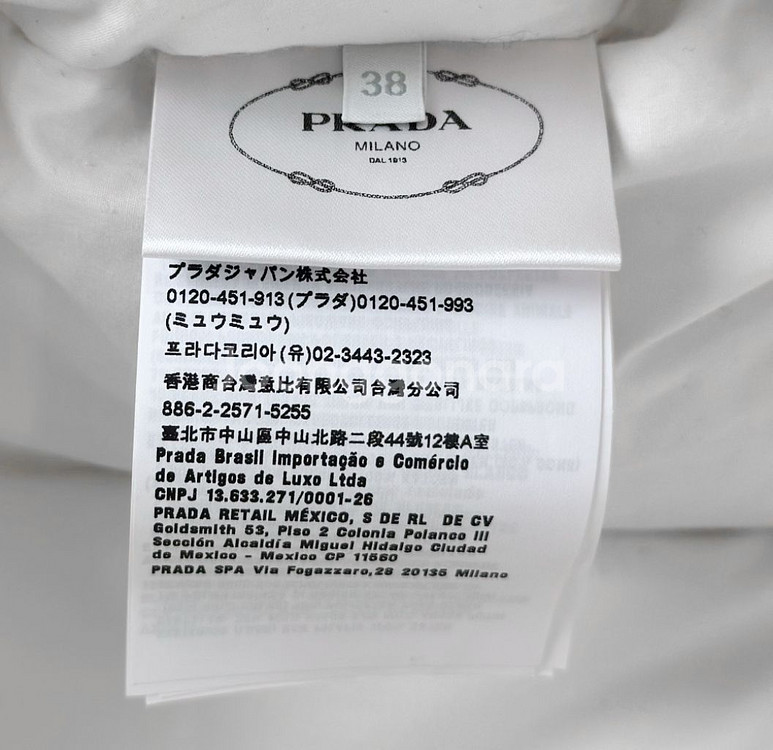 38
PRADA
MILANO
DAL 1913
プラダジャパン株式会社
0120-451-913(プラダ)0120-451-993
(ミュウミュウ)
프라다코리아(유)02-3443-2323
香港商台灣意比有限公司台灣分公司
886-2-2571-5255
臺北市中山區中山北路二段44號12樓A室
Prada Brasil Importação e Comércio
de Artigos de Luxo Ltda
CNPJ 13.633.271/0001-26
PRADA RETAIL MÉXICO, S DE RL DE CV
Goldsmith 53, Piso 2 Colonia Polanco III
Sección Alcaldía Miguel Hidalgo Ciudad
de Mexico - Mexico CP 11560
PRADA SPA Via Fogazzaro,28 20135 Milano